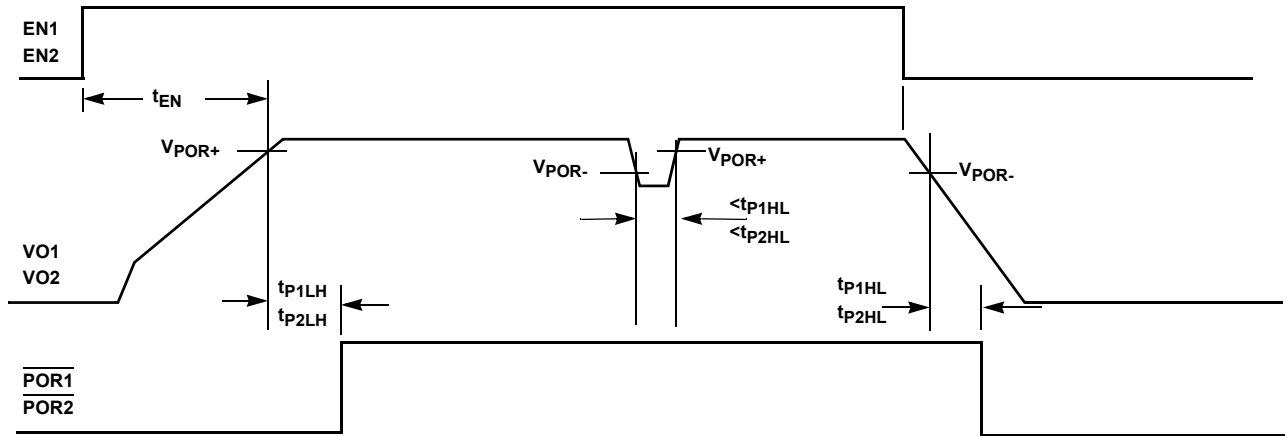 EN1
EN2
tEN
VPOR+
VPOR-
VPOR+
VPOR-
<tP1HL
<tP2HL
VO1
VO2
tP1LH
tP2LH
tP1HL
tP2HL
POR1
POR2